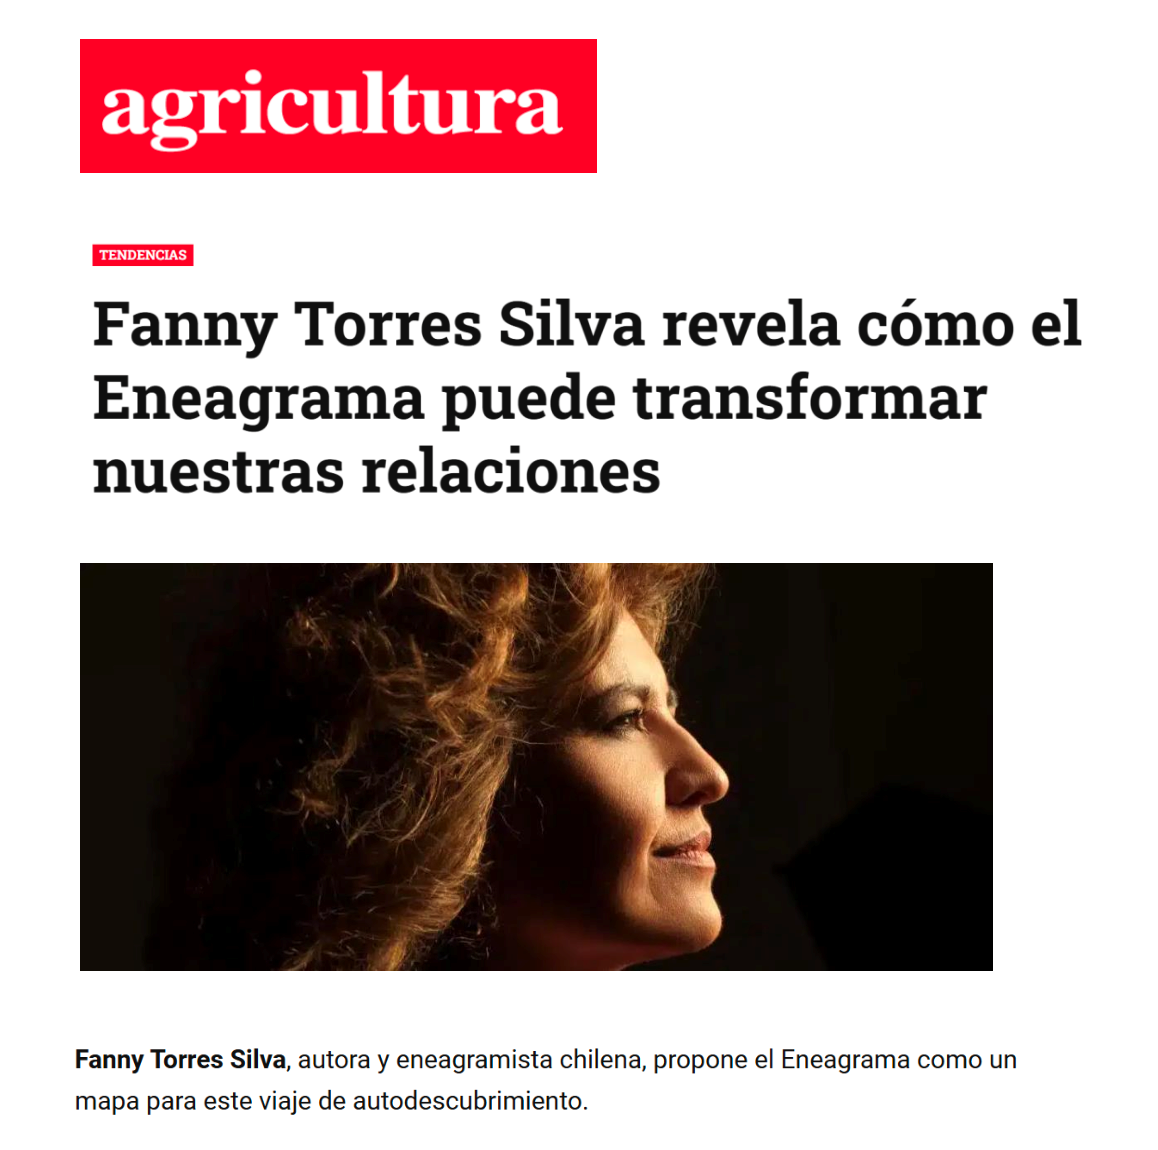 agricultura
TENDENCIAS
Fanny Torres Silva revela cómo el
Eneagrama puede transformar
nuestras relaciones
Fanny Torres Silva, autora y eneagramista chilena, propone el Eneagrama como un
mapa para este viaje de autodescubrimiento.